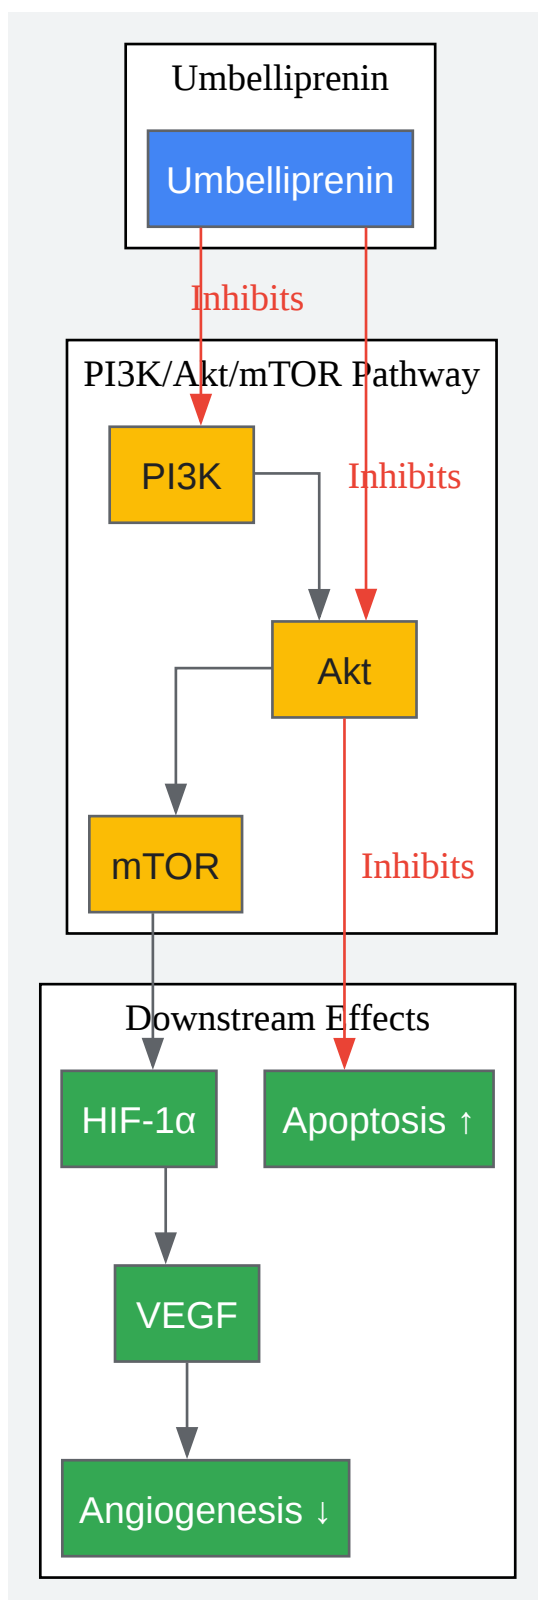 Umbelliprenin
Umbelliprenin
Inhibits
PI3K/Akt/mTOR Pathway
PI3K
Inhibits
Akt
mTOR
Inhibits
Downstream Effects
HIF-1α
Apoptosis ↑
VEGF
Angiogenesis ↓